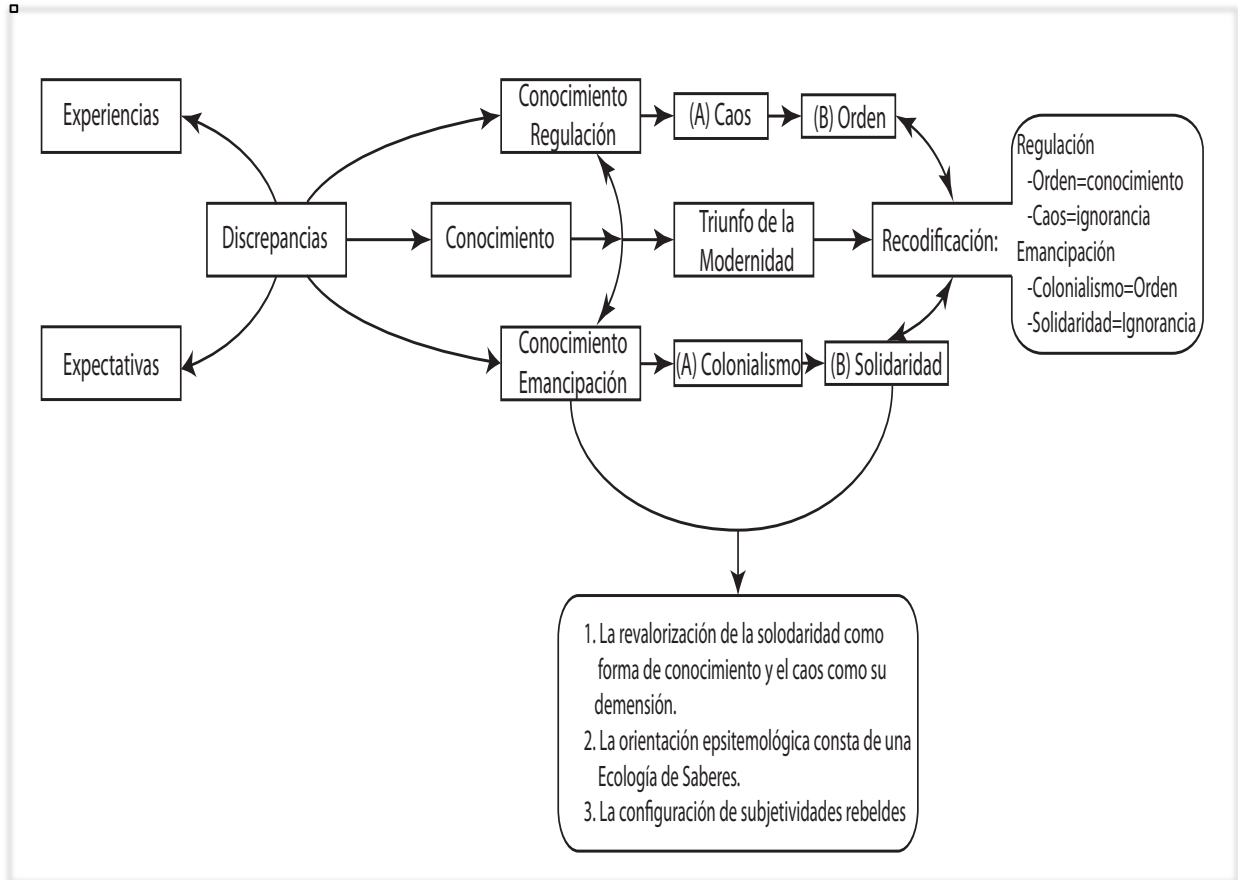 Experiencias
Discrepancias
Expectativas
Conocimiento
Regulación
(A) Caos
(B) Orden
Conocimiento
Triunfo de la
Modernidad
Recodificación:
Regulación
-Orden=conocimiento
-Caos=ignorancia
Emancipación
-Colonialismo=Orden
-Solidaridad=Ignorancia
Conocimiento
Emancipación
(A) Colonialismo
(B) Solidaridad
1. La revalorización de la solodaridad como
forma de conocimiento y el caos como su
demensión.
2. La orientación epsitemológica consta de una
Ecología de Saberes.
3. La configuración de subjetividades rebeldes